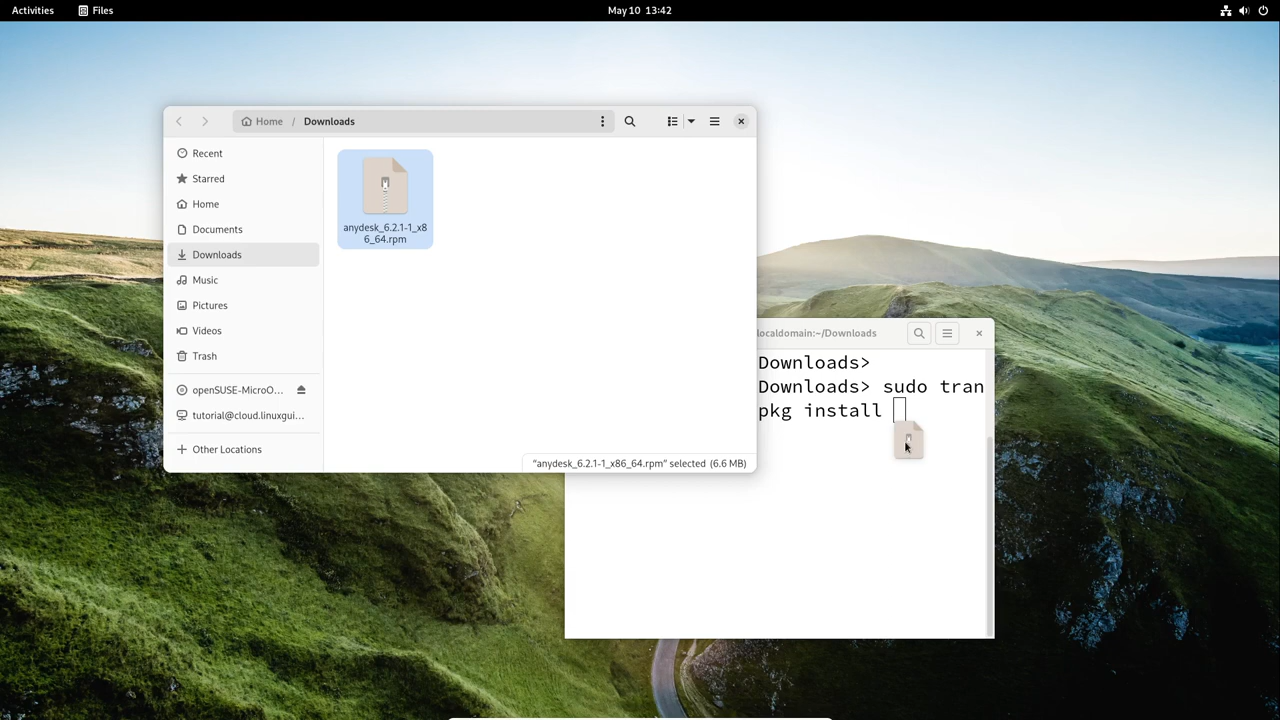 Activities
Files
May 10 13:42
Home / Downloads
Recent
Starred
Home
Documents
Downloads
Music
Pictures
Videos
Trash
openSUSE-MicroO...
tutorial@cloud.linuxgui...
+ Other Locations
anydesk_6.2.1-1_x8
6_64.rpm
"anydesk_6.2.1-1_x86_64.rpm" selected (6.6 MB)
localdomain:~/Downloads
Downloads>
Downloads> sudo tran
pkg install